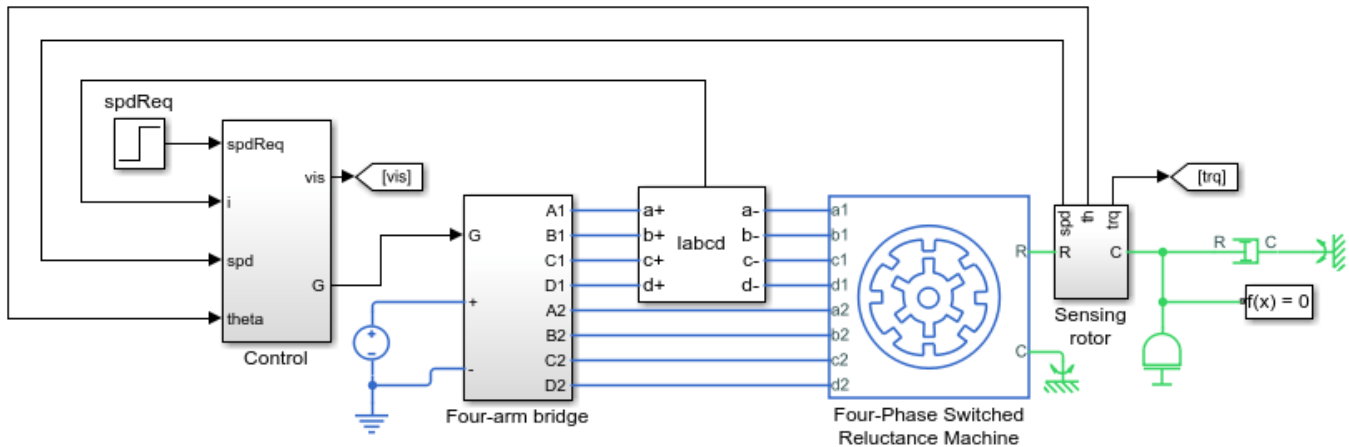 spdReq
spdReq
i
spd
theta
vis
G
Control
[vis]
G
+
-
A1
B1
C1
D1
A2
B2
C2
D2
Four-arm bridge
a+
b+
c+
d+
Iabcd
a-
b-
c-
d-
a1
b1
c1
d1
a2
b2
c2
d2
R
C
Four-Phase Switched
Reluctance Machine
spd
th
trq
R
C
Sensing
rotor
[trq]
R
C
f(x) = 0